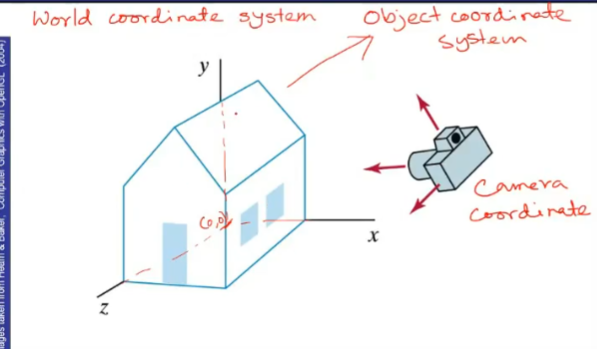 World coordinate system
Object coordinate
system
y
(0,0)
x
z
Camera
coordinate
ages taken from Hearn & Baker, Computer Graphics with OpenGL (2004)